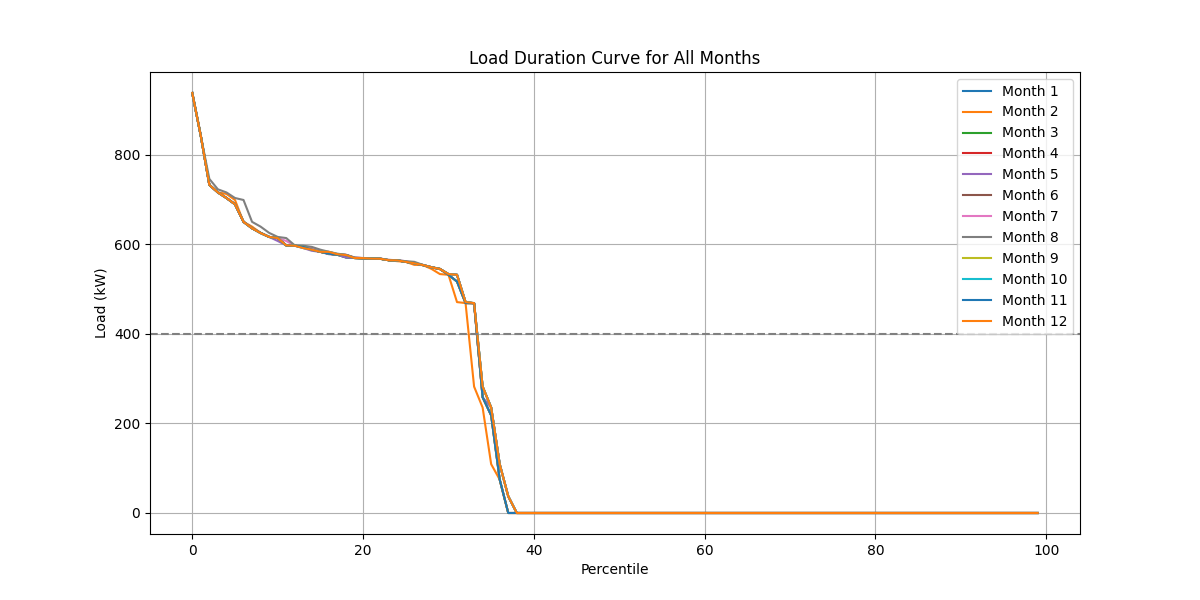 Load Duration Curve for All Months
Load (kW)
800
600
400
200
0
0
20
40
60
80
100
Percentile
Month 1
Month 2
Month 3
Month 4
Month 5
Month 6
Month 7
Month 8
Month 9
Month 10
Month 11
Month 12